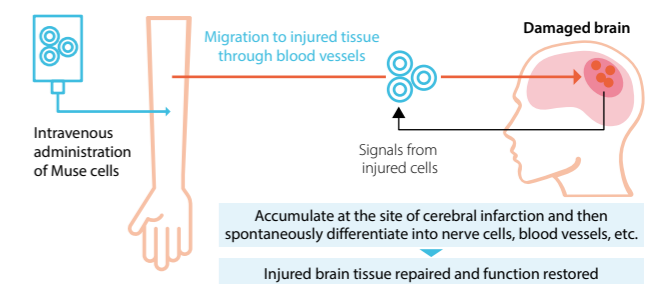 Damaged brain
Migration to injured tissue
through blood vessels
Intravenous
administration
of Muse cells
Signals from
injured cells
Accumulate at the site of cerebral infarction and then
spontaneously differentiate into nerve cells, blood vessels, etc.
Injured brain tissue repaired and function restored